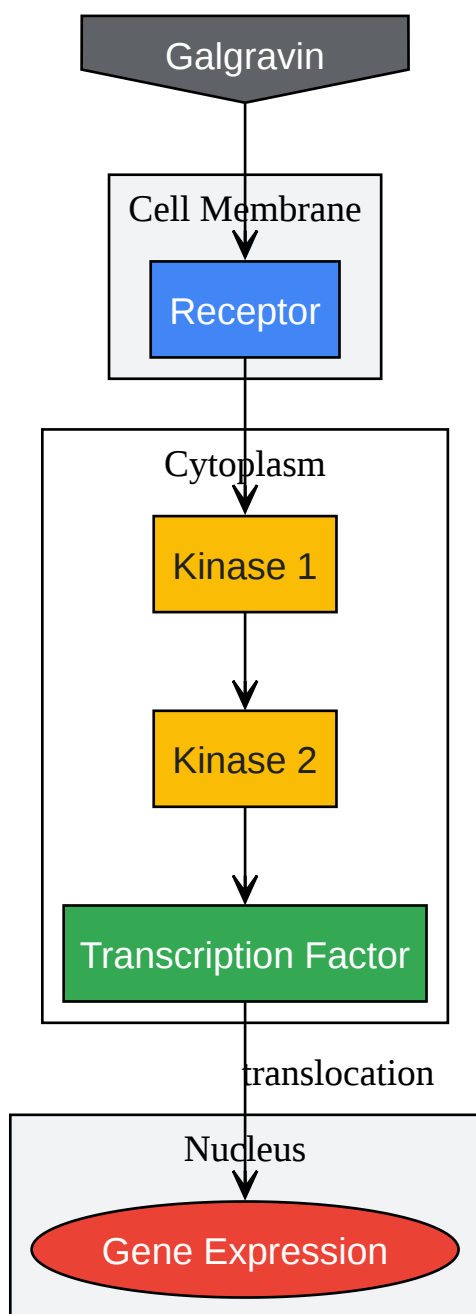 Galgravin
Cell Membrane
Receptor
Cytoplasm
Kinase 1
Kinase 2
Transcription Factor
translocation
Nucleus
Gene Expression